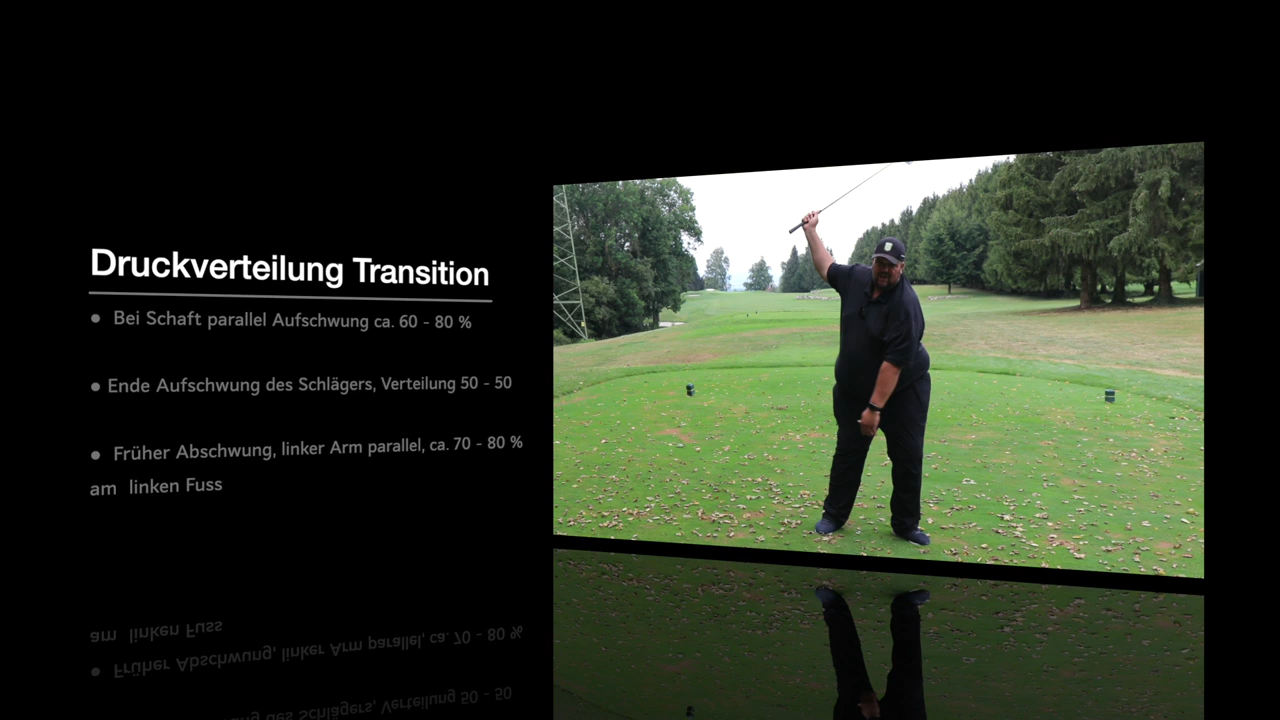 Druckverteilung Transition
● Bei Schaft parallel Aufschwung ca. 60 - 80 %
● Ende Aufschwung des Schlägers, Verteilung 50 - 50
● Früher Abschwung, linker Arm parallel, ca. 70 - 80 %
am linken Fuss